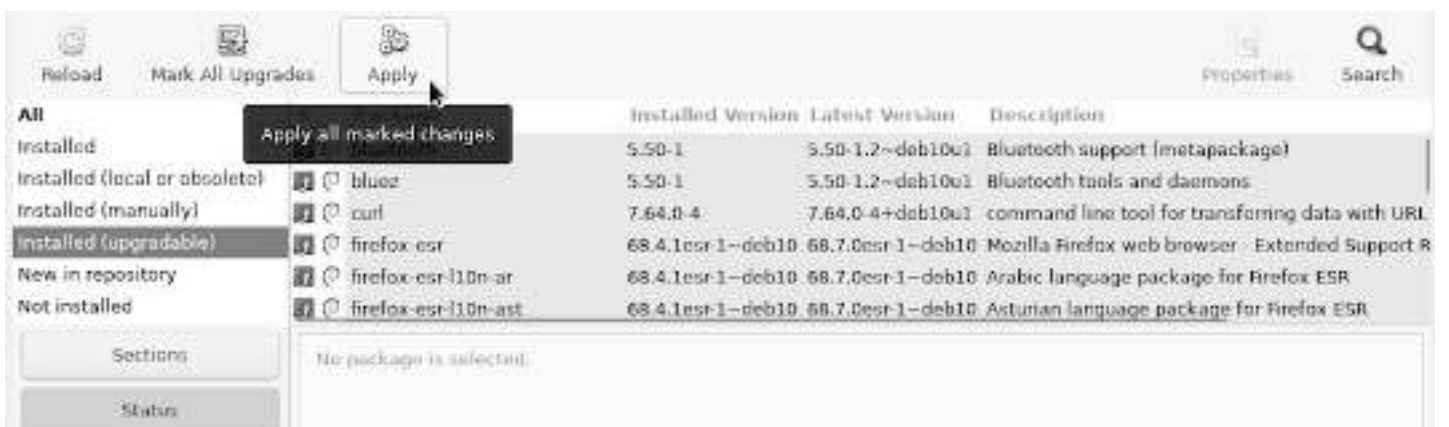 Reload Mark All Upgrades Apply Properties Search
All Installed Version Latest Version Description
Apply all marked changes
Installed 5.50-1 5.50-1.2~deb10u1 Bluetooth support (metapackage)
Installed (local or obsolete) bluez 5.50-1 5.50-1.2~deb10u1 Bluetooth tools and daemons
Installed (manually) curl 7.64.0-4 7.64.0-4+deb10u1 command line tool for transferring data with URL
Installed (upgradable) firefox-esr 68.4.1esr-1~deb10 68.7.0esr-1~deb10 Mozilla Firefox web browser - Extended Support R
New in repository firefox-esr-l10n-ar 68.4.1esr-1~deb10 68.7.0esr-1~deb10 Arabic language package for Firefox ESR
Not installed firefox-esr-l10n-ast 68.4.1esr-1~deb10 68.7.0esr-1~deb10 Asturian language package for Firefox ESR
Sections No package is selected.
Status